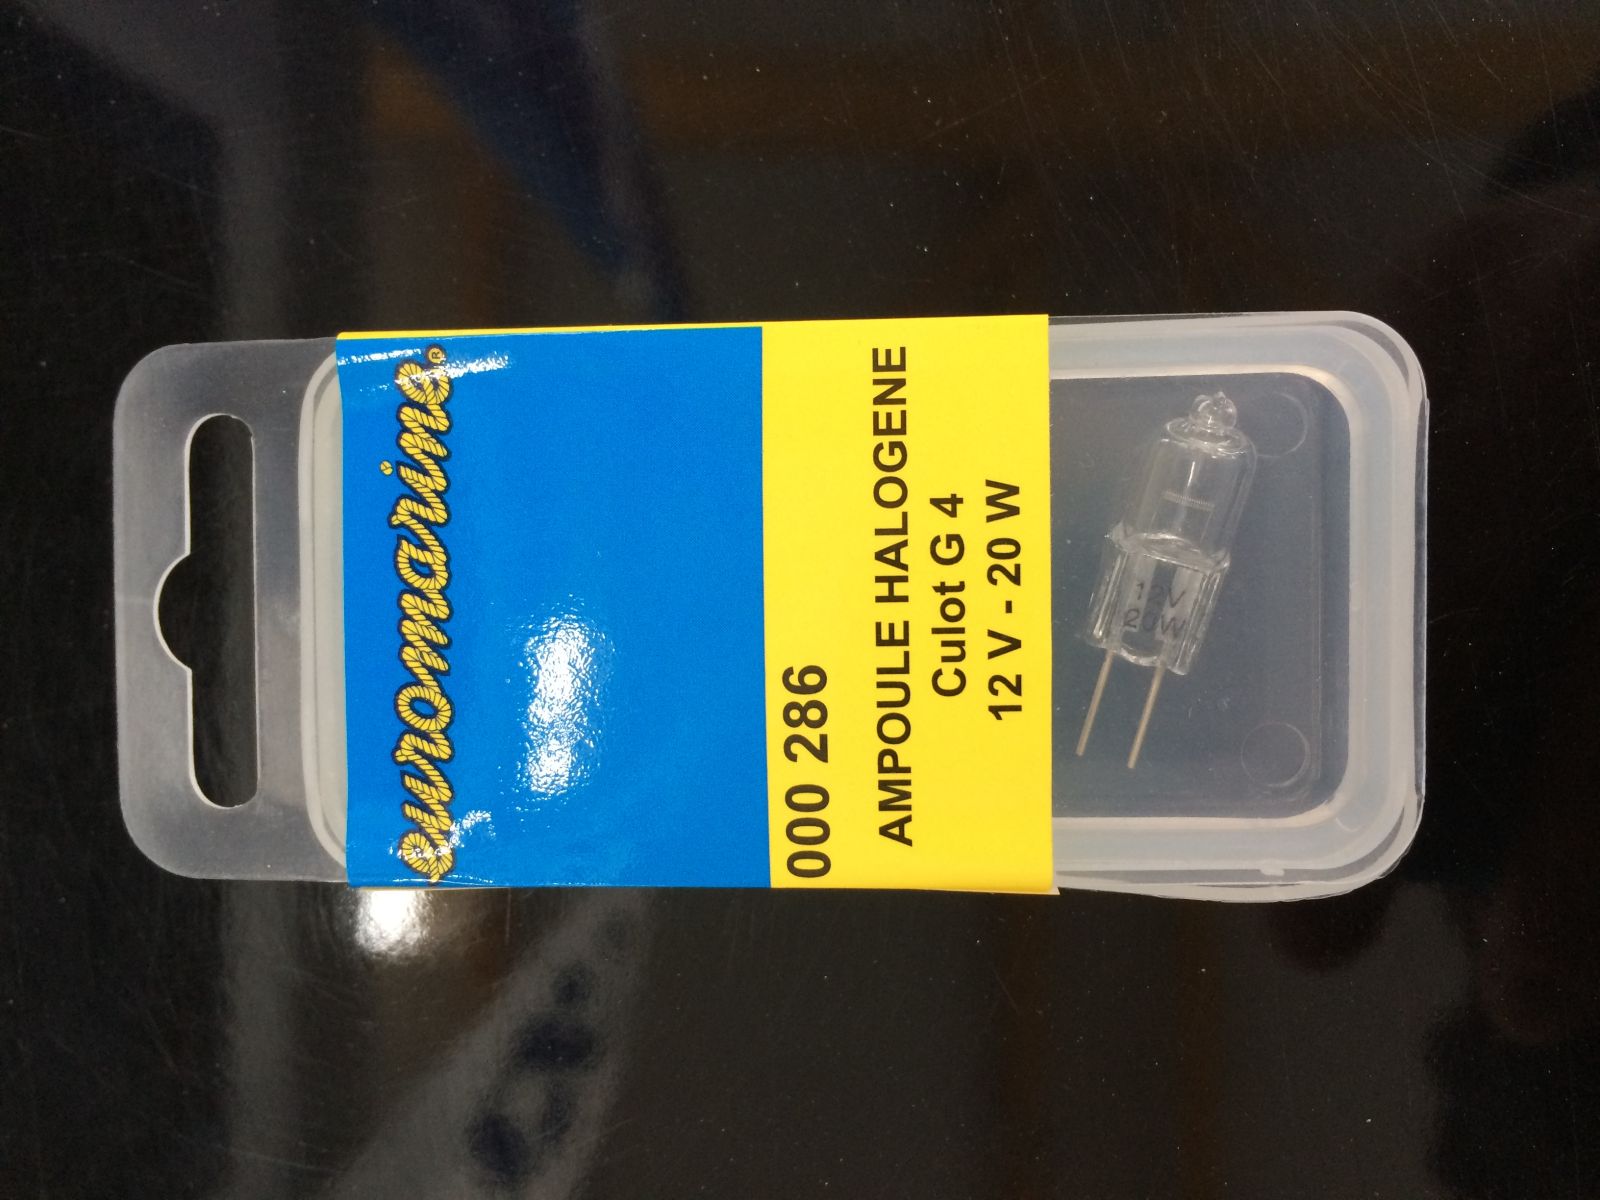 euromarine®
000 286
AMPOULE HALOGENE
Culot G 4
12 V - 20 W
12V
20W